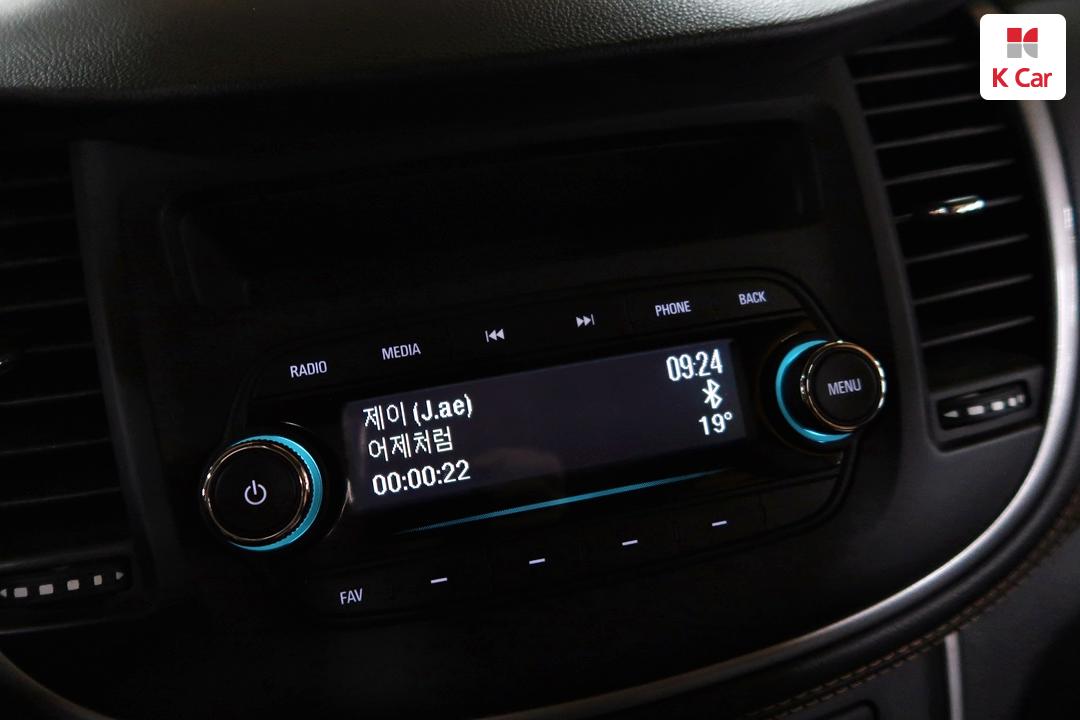 K Car
RADIO
MEDIA
PHONE
BACK
제이 (J.ae)
어제처럼
00:00:22
09:24
19°
MENU
FAV